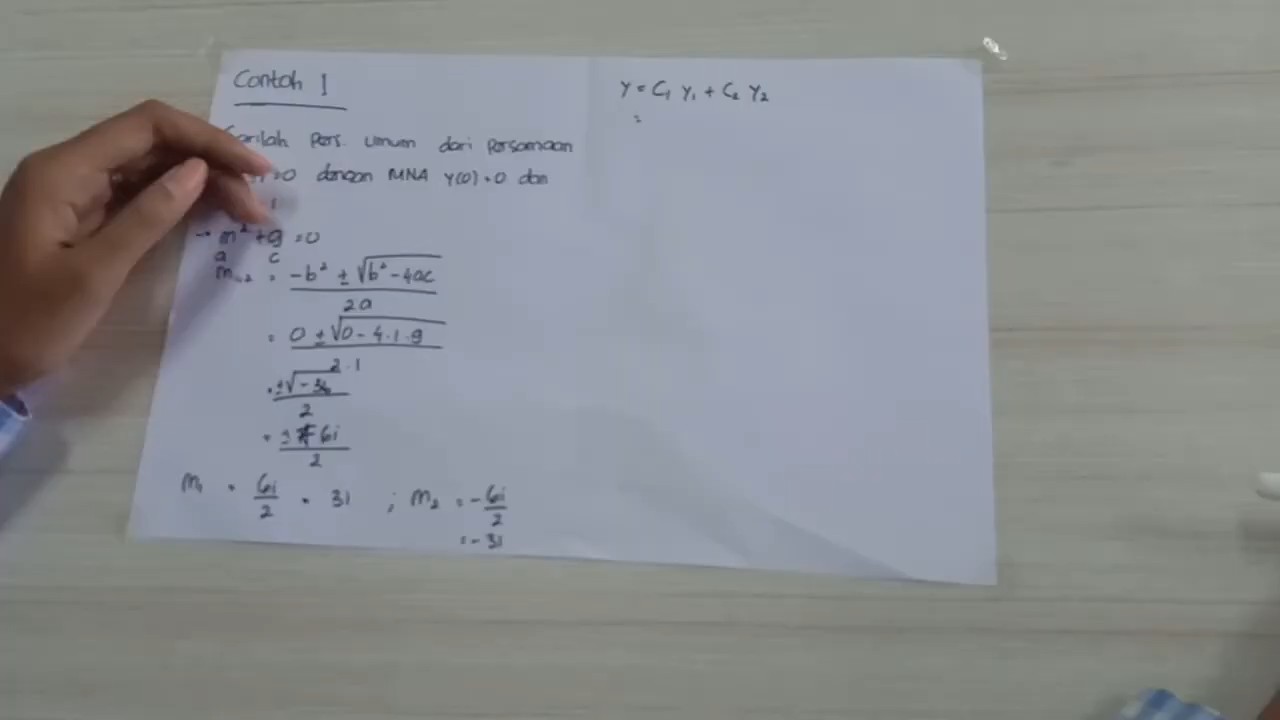 Contoh 1
Carilah Pers. Umum dari Persamaan
=0 dengan MNA y(0)=0 dan
→ m² + 9 = 0
a c
m₁,₂ = -b² ± √b² - 4ac
2a
= 0 ± √0 - 4.1.9
2.1
= ±√-36
2
= ± 6i
2
m₁ = 6i/2 = 3i ; m₂ = -6i/2
= -3i
y = C₁ y₁ + C₂ y₂
=